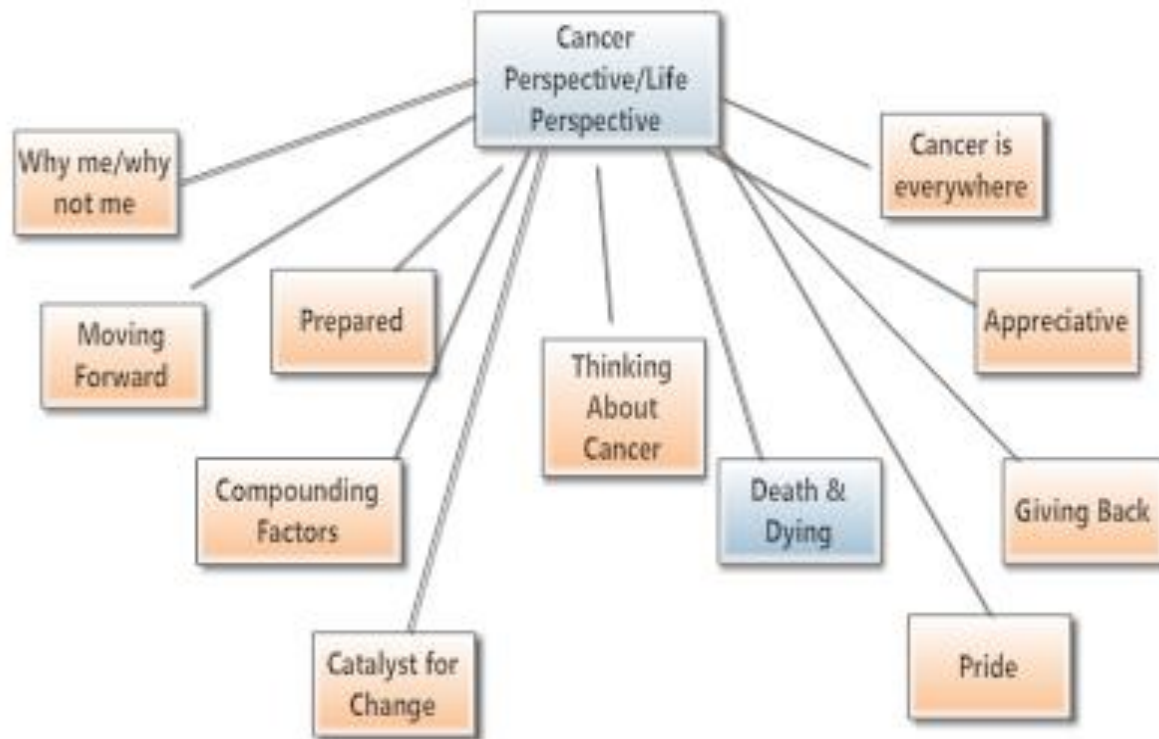 Cancer
Perspective/Life
Perspective
Why me/why
not me
Cancer is
everywhere
Moving
Forward
Prepared
Appreciative
Thinking
About
Cancer
Compounding
Factors
Death &
Dying
Giving Back
Catalyst for
Change
Pride